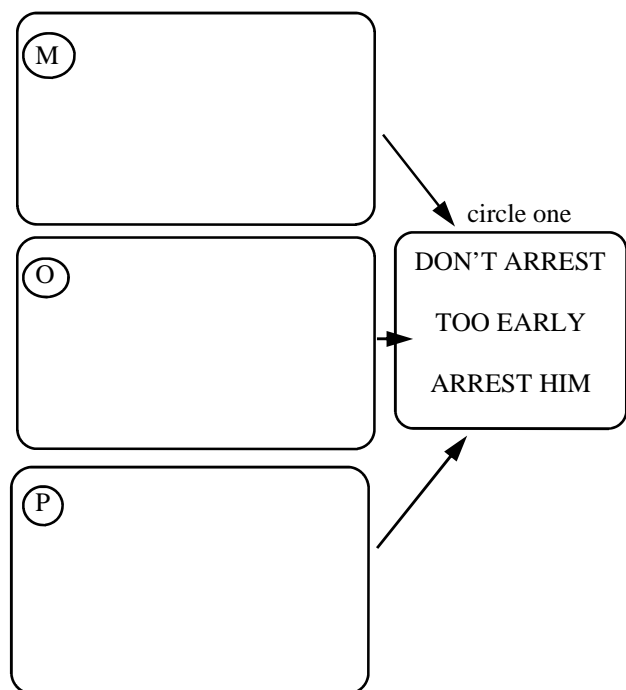 M
circle one
DON'T ARREST
O
TOO EARLY
ARREST HIM
P